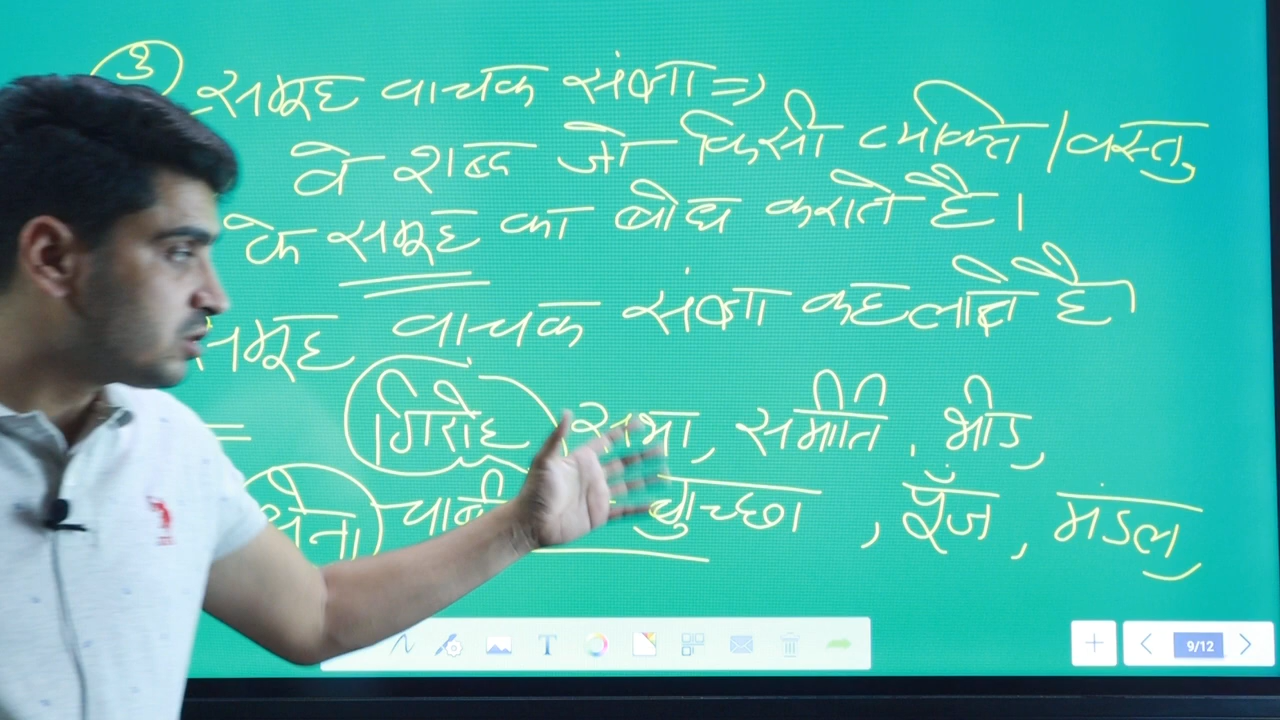 ③ समूह वाचक संज्ञा =>
वे शब्द जो किसी व्यक्ति / वस्तु
के समूह का बोध कराते है।
समूह वाचक संज्ञा कहलाते है।
= गिरोह, सभा, समिति, भीड,
गुच्छा, पूँज, मंडल,
T
9/12